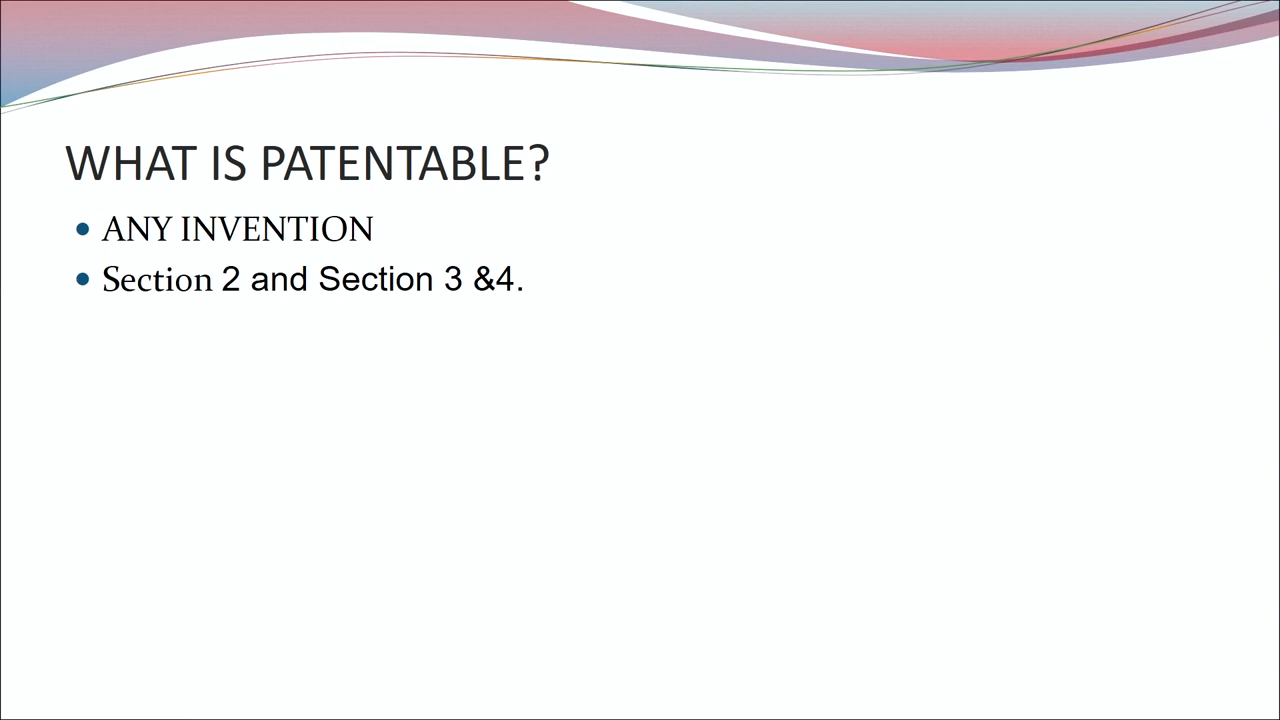 WHAT IS PATENTABLE?
• ANY INVENTION
• Section 2 and Section 3 &4.